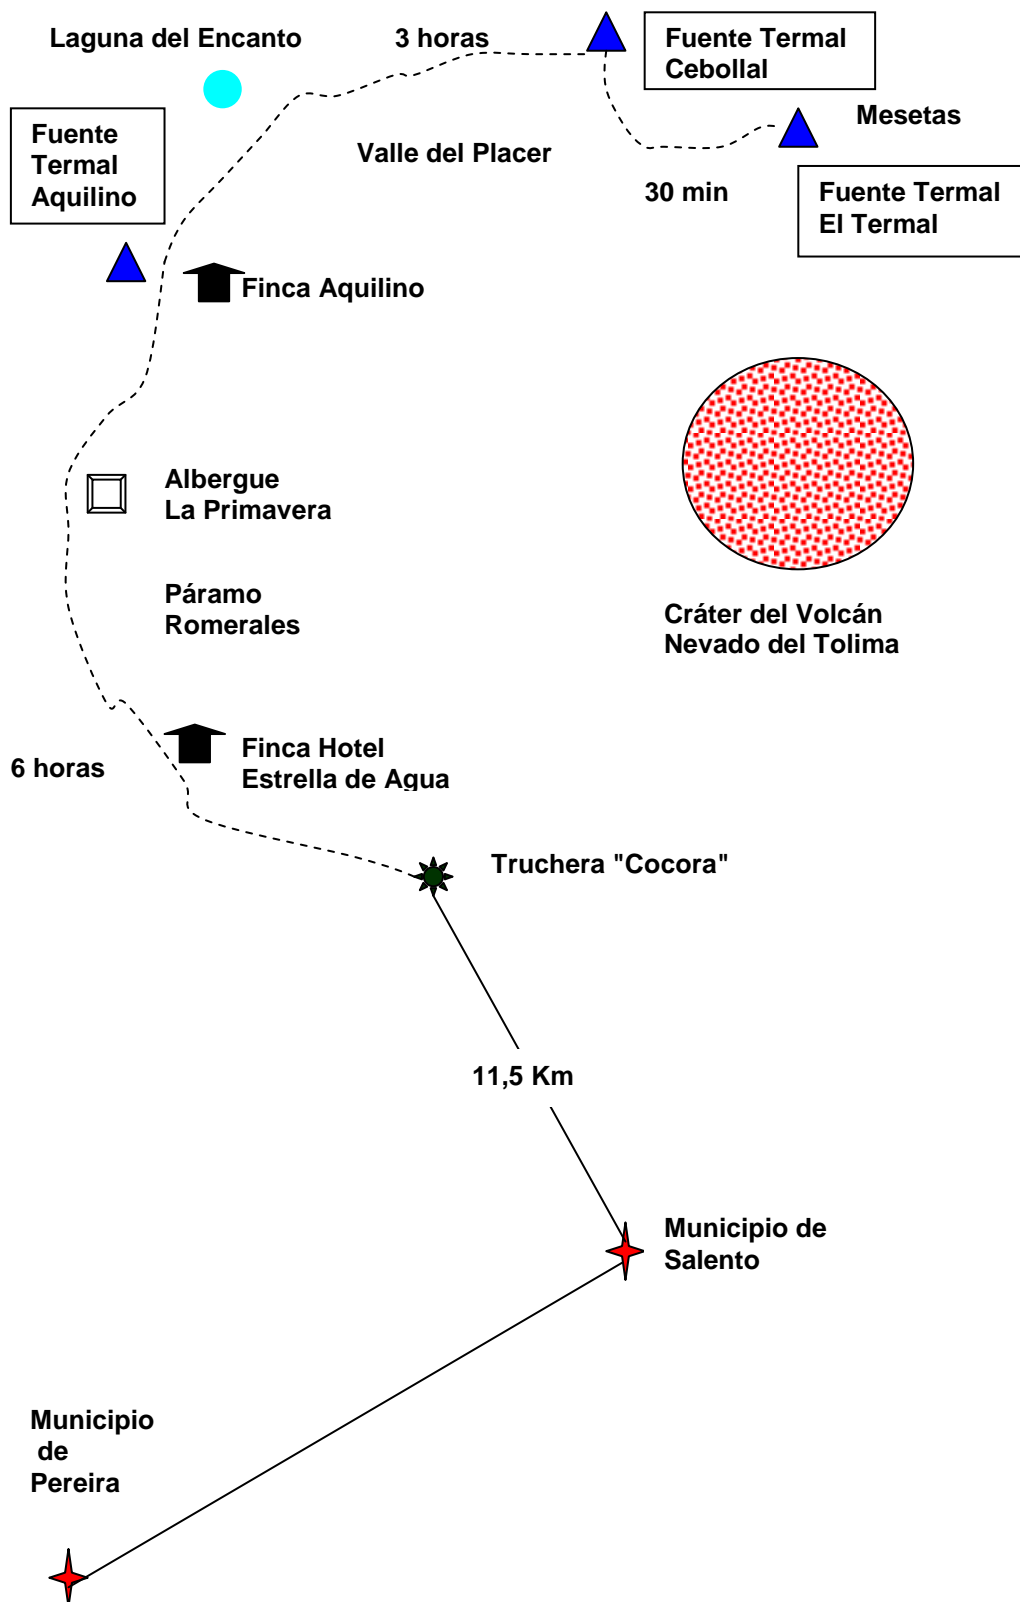 Laguna del Encanto
3 horas
Fuente Termal
Cebollal
Fuente
Termal
Aquilino
Mesetas
Valle del Placer
30 min
Fuente Termal
El Termal
Finca Aquilino
Albergue
La Primavera
Páramo
Romerales
Cráter del Volcán
Nevado del Tolima
6 horas
Finca Hotel
Estrella de Agua
Truchera "Cocora"
11,5 Km
Municipio de
Salento
Municipio
de
Pereira